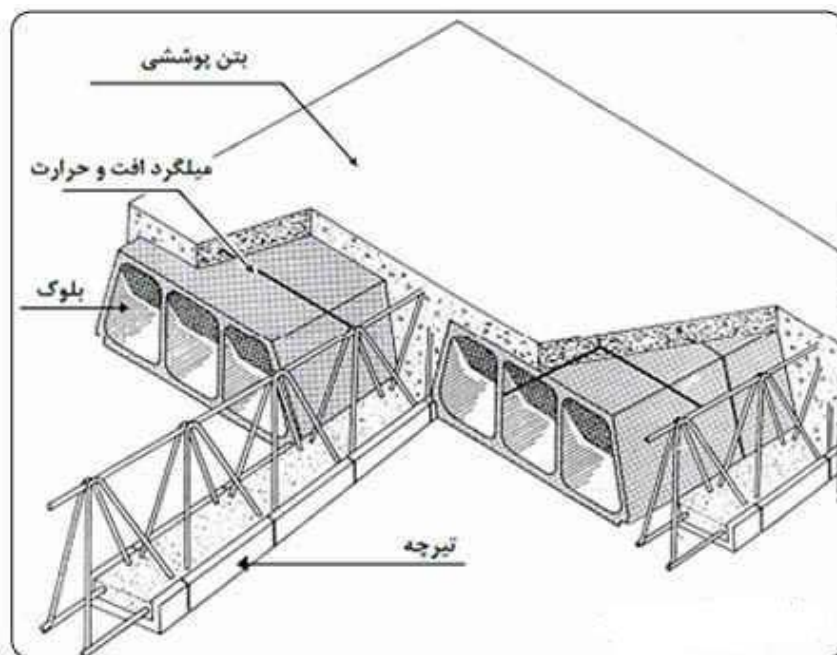 بتن پوششی
میلگرد افت و حرارت
بلوک
تیرچه